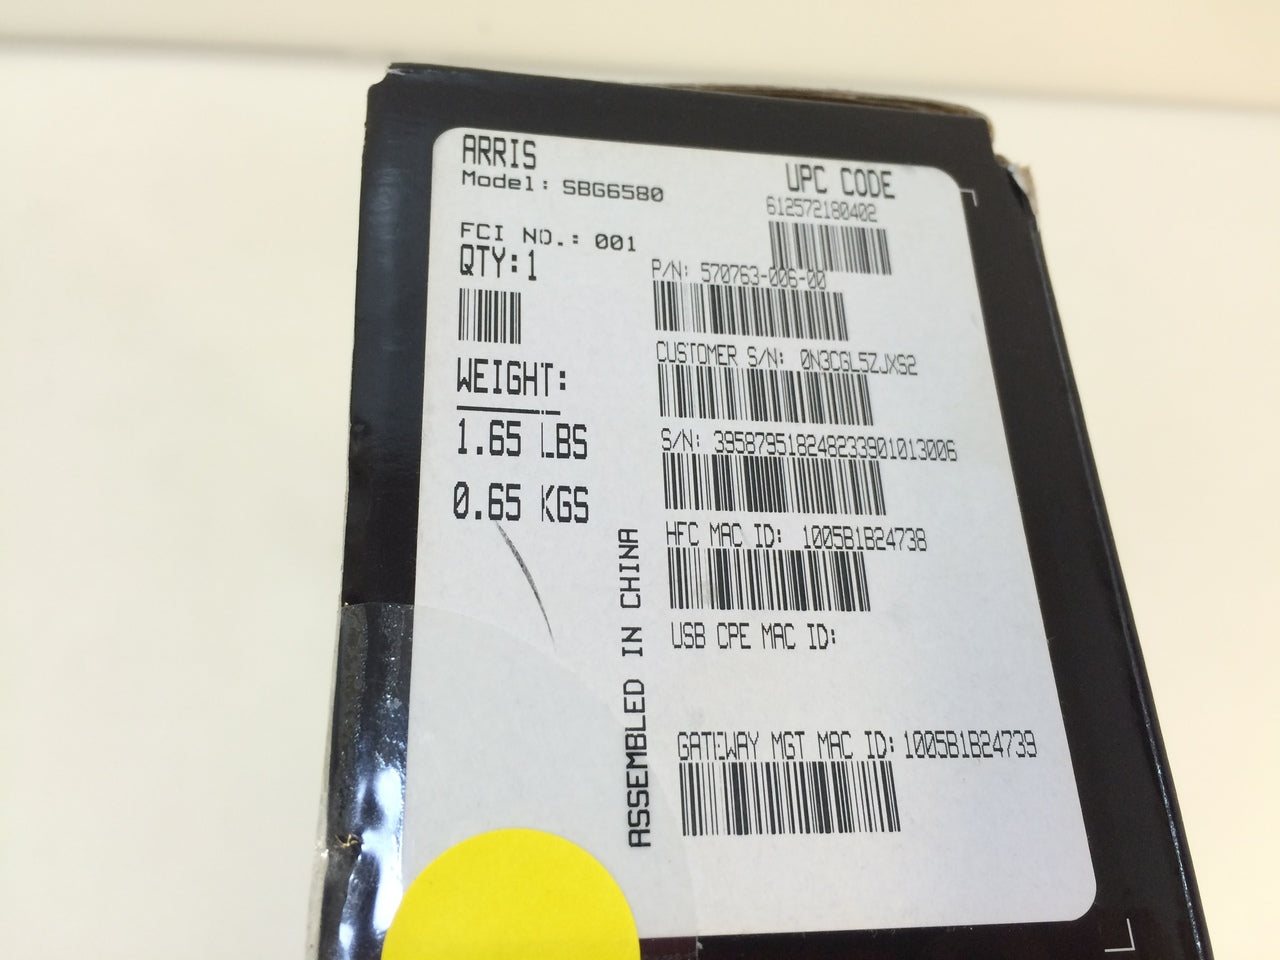 ARRIS
Model: SBG6580
FCI NO.: 001
QTY:1
WEIGHT:
1.65 LBS
0.65 KGS
ASSEMBLED IN CHINA
UPC CODE
612572180402
P/N: 570763-006-00
CUSTOMER S/N: 0N3CGL5ZJXS2
S/N: 395879518248233901013006
HFC MAC ID: 1005B1B24738
USB CPE MAC ID:
GATEWAY MGT MAC ID: 1005B1B24739